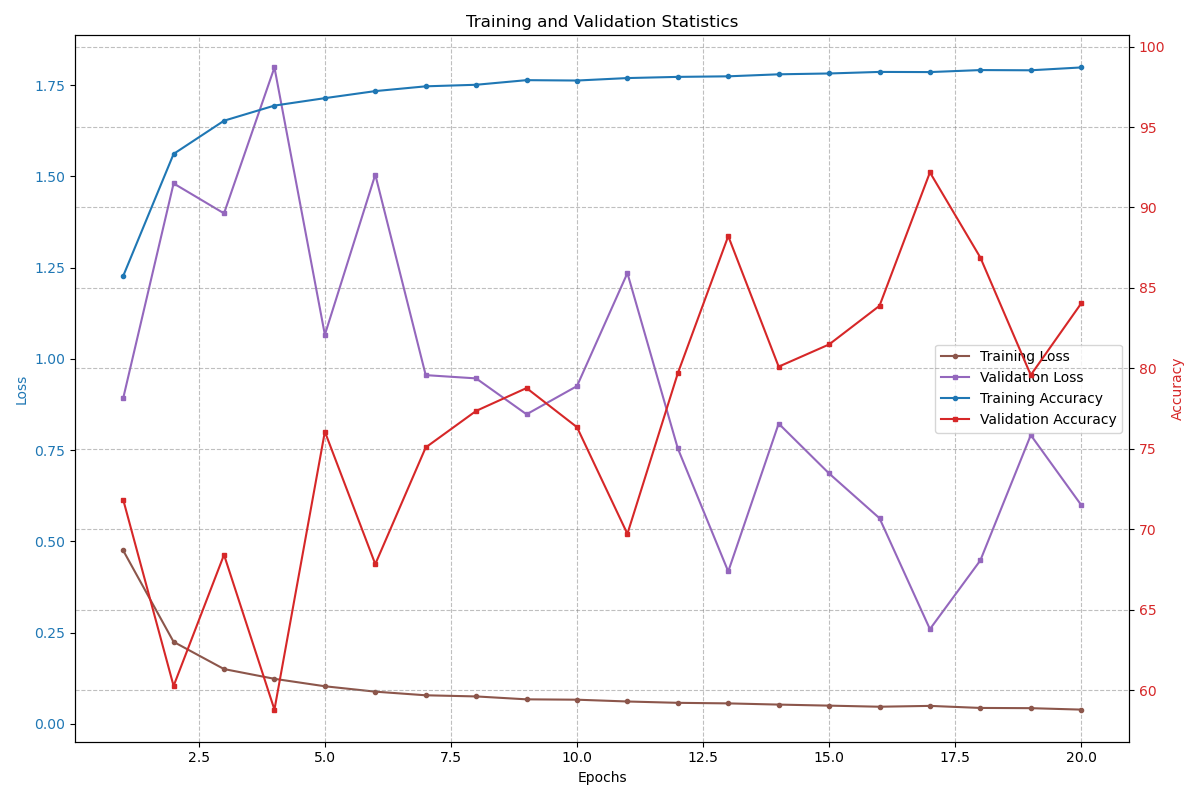 Training and Validation Statistics
Loss
1.75
1.50
1.25
1.00
0.75
0.50
0.25
0.00
100
95
90
85
80
75
70
65
60
Accuracy
Training Loss
Validation Loss
Training Accuracy
Validation Accuracy
2.5 5.0 7.5 10.0 12.5 15.0 17.5 20.0
Epochs